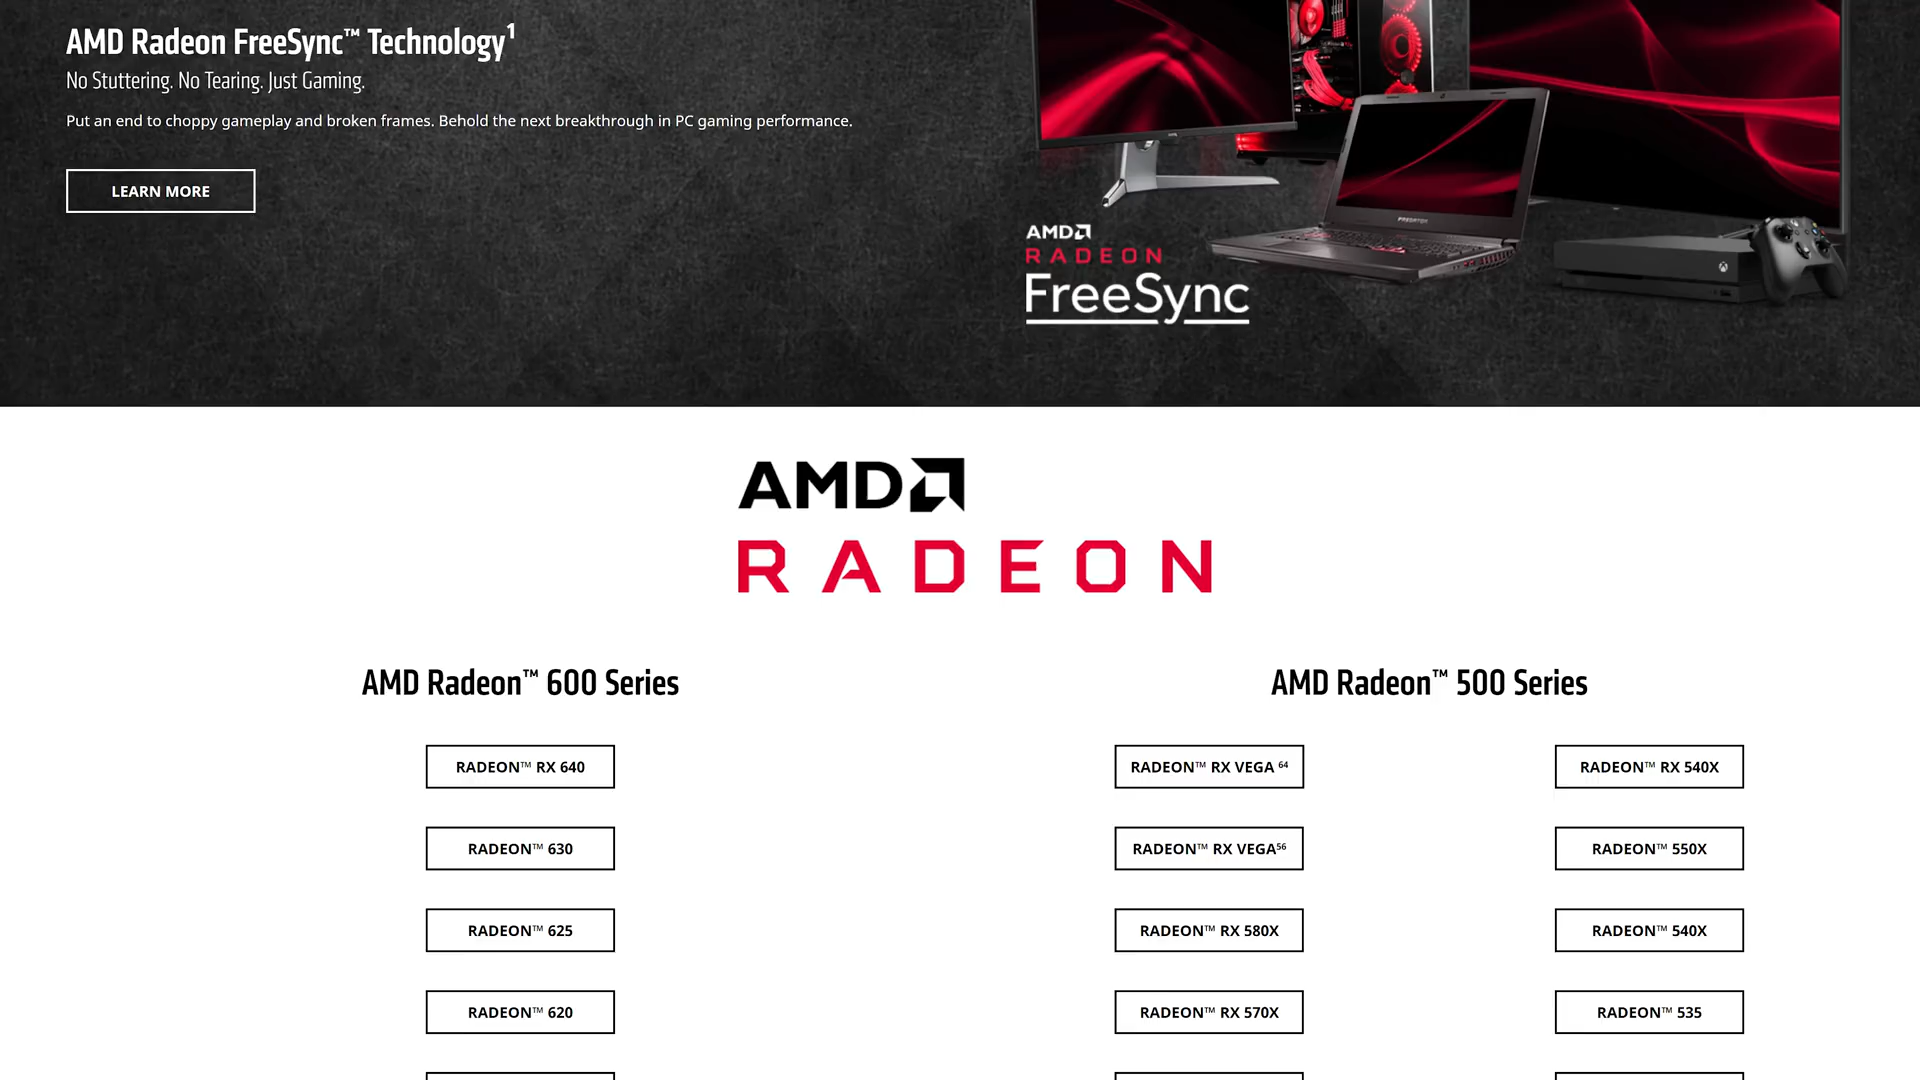 AMD Radeon FreeSync™ Technology¹
No Stuttering. No Tearing. Just Gaming.
Put an end to choppy gameplay and broken frames. Behold the next breakthrough in PC gaming performance.
LEARN MORE
PREDATOR
AMD
RADEON
FreeSync
AMD
RADEON
AMD Radeon™ 600 Series
RADEON™ RX 640
RADEON™ 630
RADEON™ 625
RADEON™ 620
AMD Radeon™ 500 Series
RADEON™ RX VEGA ⁶⁴
RADEON™ RX VEGA⁵⁶
RADEON™ RX 580X
RADEON™ RX 570X
RADEON™ RX 540X
RADEON™ 550X
RADEON™ 540X
RADEON™ 535